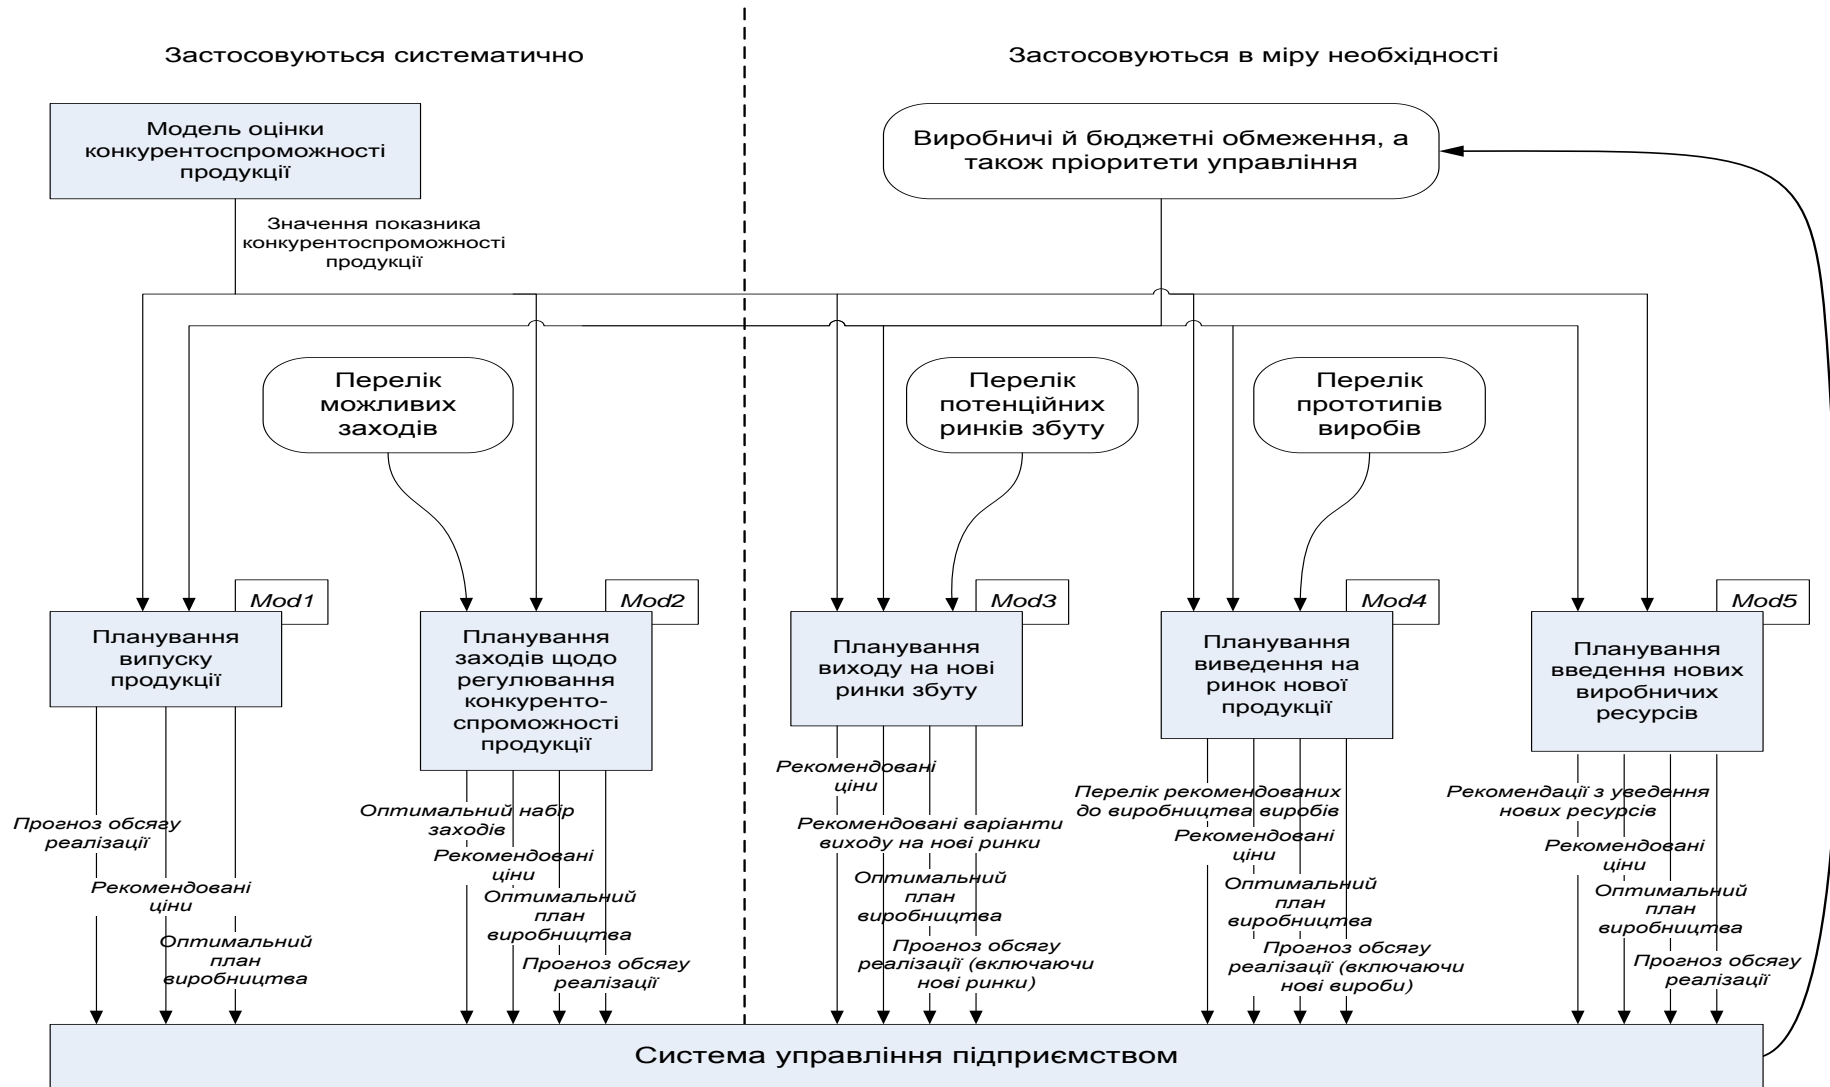 Застосовуються систематично
Застосовуються в міру необхідності
Модель оцінки
конкурентоспроможності
продукції
Виробничі й бюджетні обмеження, а
також пріоритети управління
Значення показника
конкурентоспроможності
продукції
Перелік
можливих
заходів
Перелік
потенційних
ринків збуту
Перелік
прототипів
виробів
Mod1
Планування
випуску
продукції
Mod2
Планування
заходів щодо
регулювання
конкуренто-
спроможності
продукції
Mod3
Планування
виходу на нові
ринки збуту
Mod4
Планування
виведення на
ринок нової
продукції
Mod5
Планування
введення нових
виробничих
ресурсів
Прогноз обсягу
реалізації
Рекомендовані
ціни
Оптимальний
план
виробництва
Оптимальний набір
заходів
Рекомендовані
ціни
Оптимальний
план
виробництва
Прогноз обсягу
реалізації
Рекомендовані
ціни
Рекомендовані варіанти
виходу на нові ринки
Оптимальний
план
виробництва
Прогноз обсягу
реалізації (включаючи
нові ринки)
Перелік рекомендованих
до виробництва виробів
Рекомендовані
ціни
Оптимальний
план
виробництва
Прогноз обсягу
реалізації (включаючи
нові вироби)
Рекомендації з уведення
нових ресурсів
Рекомендовані
ціни
Оптимальний
план
виробництва
Прогноз обсягу
реалізації
Система управління підприємством